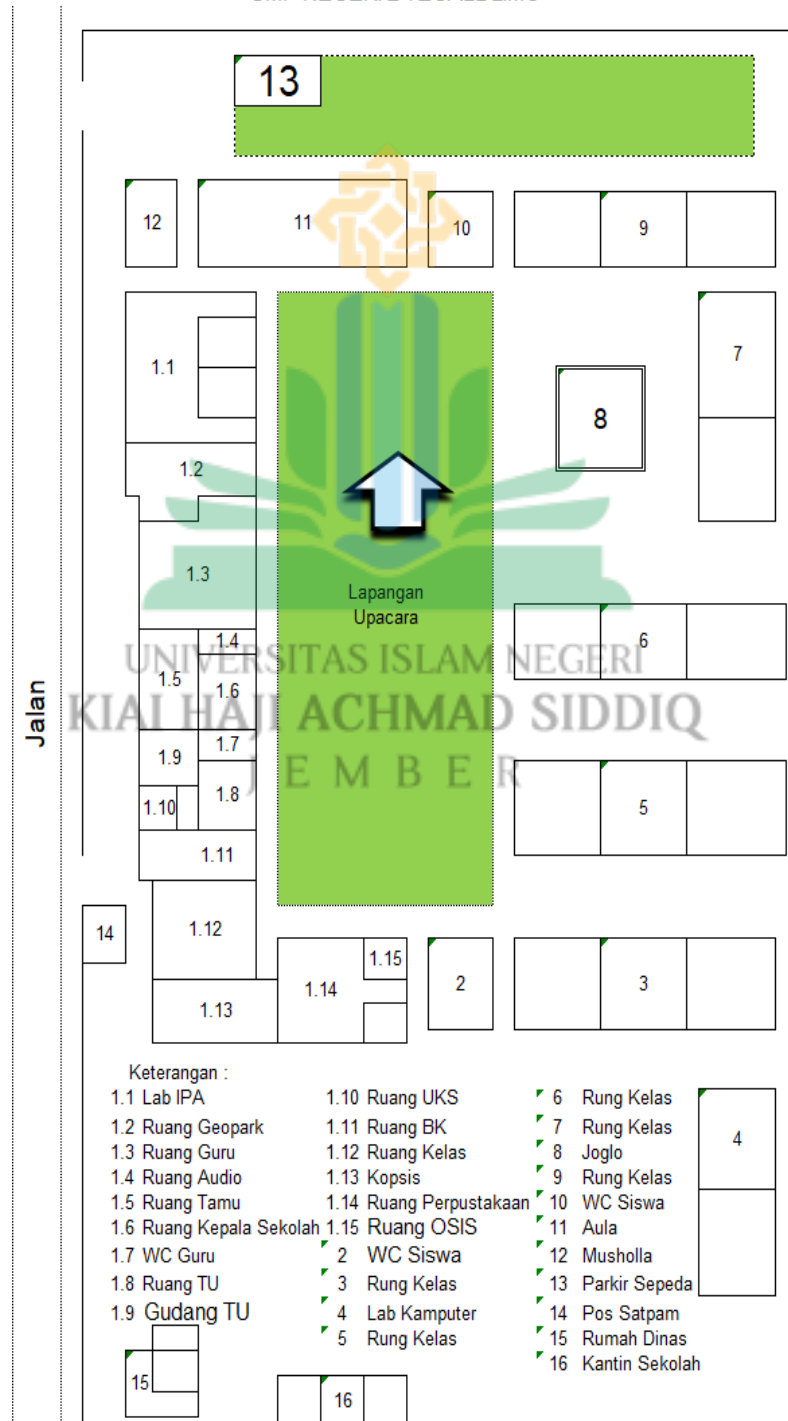 13
12
11
10
9
1.1
7
8
1.2
1.3
Lapangan
Upacara
1.4
1.5
1.6
6
UNIVERSITAS ISLAM NEGERI
KIAI HAJI ACHMAD SIDDIQ
JEMBER
Jalan
1.7
1.9
1.8
1.10
5
1.11
1.12
14
1.15
1.14
2
3
1.13
Keterangan :
1.1 Lab IPA
1.2 Ruang Geopark
1.3 Ruang Guru
1.4 Ruang Audio
1.5 Ruang Tamu
1.6 Ruang Kepala Sekolah
1.7 WC Guru
1.8 Ruang TU
1.9 Gudang TU
1.10 Ruang UKS
1.11 Ruang BK
1.12 Ruang Kelas
1.13 Kopsis
1.14 Ruang Perpustakaan
1.15 Ruang OSIS
2 WC Siswa
3 Rung Kelas
4 Lab Kamputer
5 Rung Kelas
6 Rung Kelas
7 Rung Kelas
8 Joglo
9 Rung Kelas
10 WC Siswa
11 Aula
12 Musholla
13 Parkir Sepeda
14 Pos Satpam
15 Rumah Dinas
16 Kantin Sekolah
4
15
16